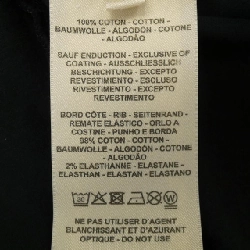 100% COTON - COTTON -
BAUMWOLLE - ALGODON - COTONE
- ALGODÃO
SAUF ENDUCTION - EXCLUSIVE OF
COATING - AUSSCHLIESSLICH
BESCHICHTUNG - EXCEPTO
REVESTIMIENTO - ESCLUSO
RIVESTIMENTO - EXCEPTO
REVESTIMENTO
BORD CÔTE - RIB - SEITENRAND -
REMATE ELÁSTICO - ORLO A
COSTINE - PUNHO E BORDA
98% COTON - COTTON -
BAUMWOLLE - ALGODON - COTONE
- ALGODÃO
2% ELASTHANNE - ELASTANE -
ELASTHAN - ELASTAN - ELASTANO
NE PAS UTILISER D'AGENT
BLANCHISSANT ET D'AZURANT
OPTIQUE - DO NOT USE